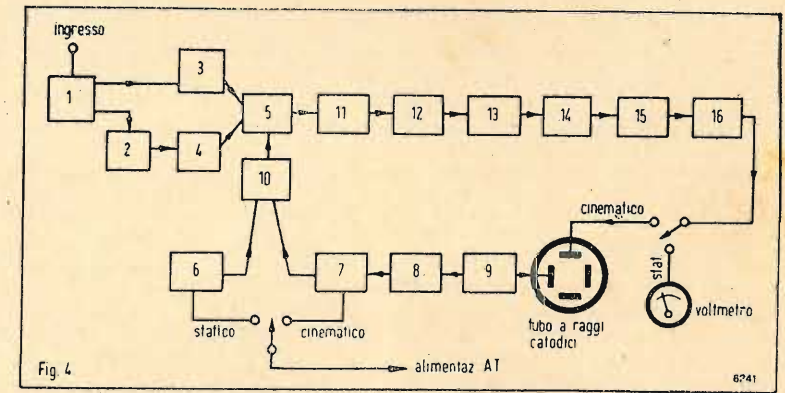 ingresso
1
3
2
4
5
11
12
13
14
15
16
10
6
7
8
9
cinematico
stat.
voltmetro
tubo a raggi
catodici
statico
cinematico
alimentaz AT
Fig. 4
6241